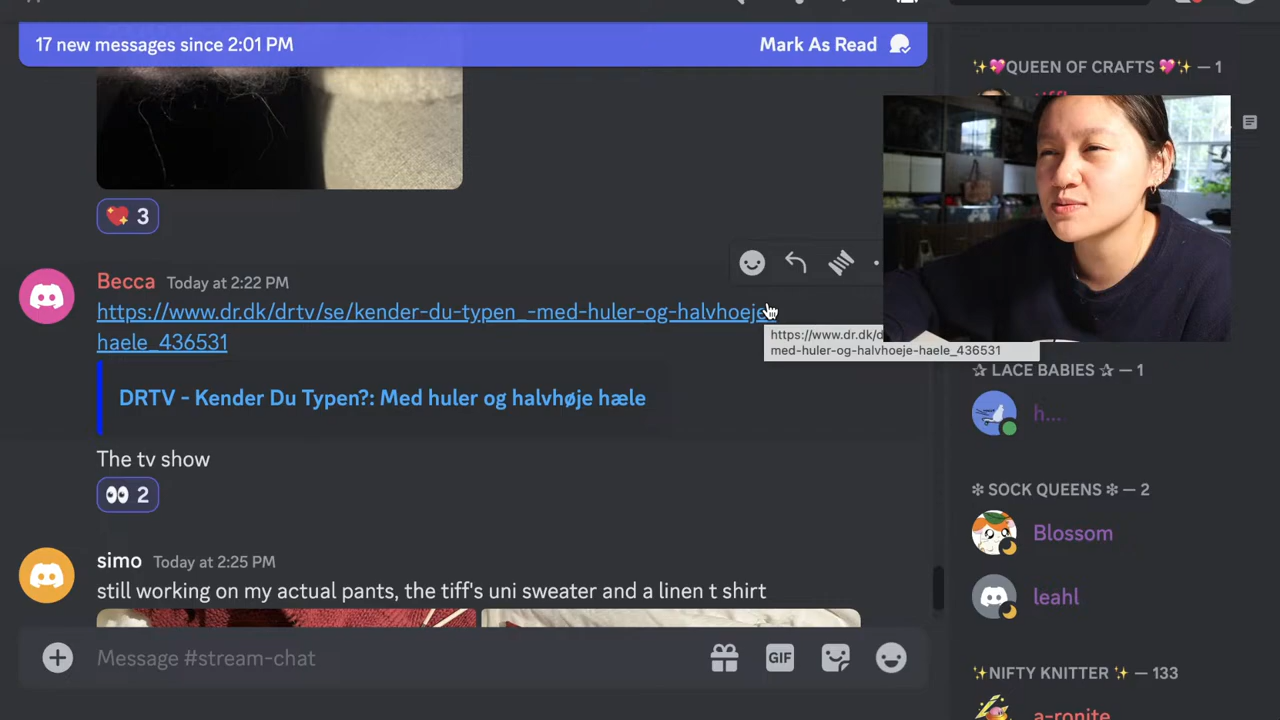 17 new messages since 2:01 PM
Mark As Read
✨💖QUEEN OF CRAFTS 💖✨ — 1
💖 3
Becca Today at 2:22 PM
https://www.dr.dk/drtv/se/kender-du-typen_-med-huler-og-halvhoeje-
haele_436531
https://www.dr.dk/d
med-huler-og-halvhoeje-haele_436531
DRTV - Kender Du Typen?: Med huler og halvhøje hæle
The tv show
👀 2
simo Today at 2:25 PM
still working on my actual pants, the tiff's uni sweater and a linen t shirt
Message #stream-chat
GIF
✰ LACE BABIES ✰ — 1
h...
❄ SOCK QUEENS ❄ — 2
Blossom
leahl
✨NIFTY KNITTER ✨ — 133
a-ronite